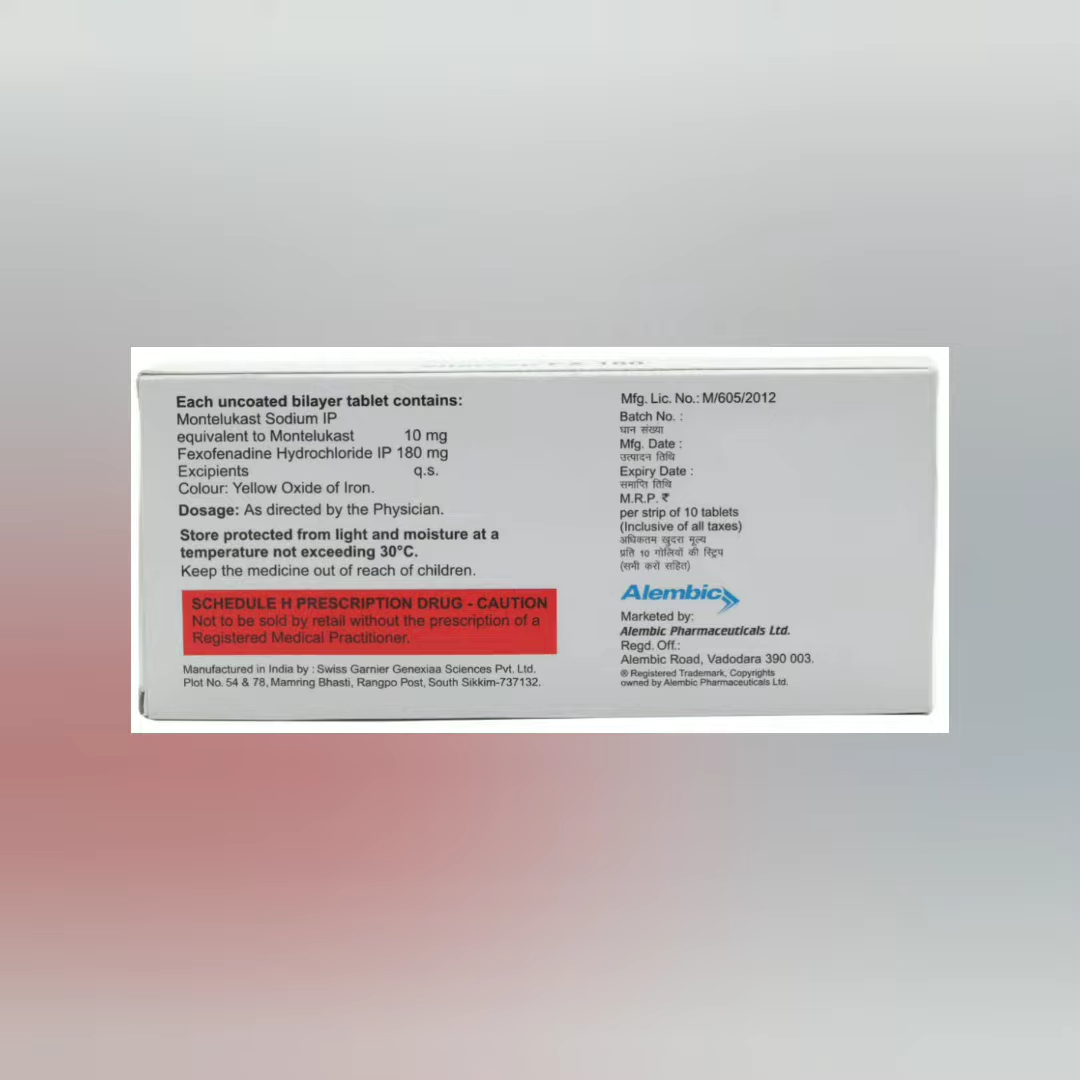 Each uncoated bilayer tablet contains:
Montelukast Sodium IP
equivalent to Montelukast 10 mg
Fexofenadine Hydrochloride IP 180 mg
Excipients q.s.
Colour: Yellow Oxide of Iron.
Dosage: As directed by the Physician.
Store protected from light and moisture at a
temperature not exceeding 30°C.
Keep the medicine out of reach of children.
SCHEDULE H PRESCRIPTION DRUG - CAUTION
Not to be sold by retail without the prescription of a
Registered Medical Practitioner.
Manufactured in India by : Swiss Garnier Genexiaa Sciences Pvt. Ltd.
Plot No. 54 & 78, Mamring Bhasti, Rangpo Post, South Sikkim-737132.
Mfg. Lic. No.: M/605/2012
Batch No. :
घान संख्या
Mfg. Date :
उत्पादन तिथि
Expiry Date :
समाप्ति तिथि
M.R.P. ₹
per strip of 10 tablets
(Inclusive of all taxes)
अधिकतम खुदरा मूल्य
प्रति 10 गोलियों की स्ट्रिप
(सभी करों सहित)
Alembic
Marketed by:
Alembic Pharmaceuticals Ltd.
Regd. Off.:
Alembic Road, Vadodara 390 003.
® Registered Trademark, Copyrights
owned by Alembic Pharmaceuticals Ltd.